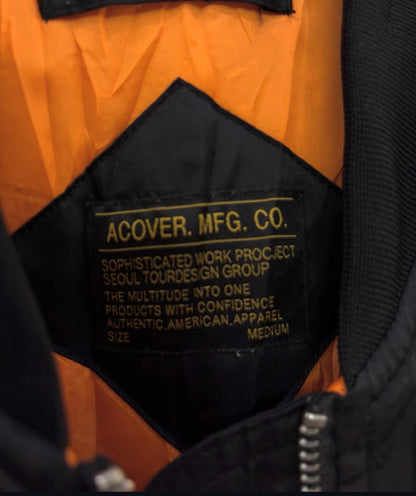 ACOVER. MFG. CO.
SOPHISTICATED WORK PROCJECT
SEOUL TOURDESIGN GROUP
THE MULTITUDE INTO ONE
PRODUCTS WITH CONFIDENCE
AUTHENTIC.AMERICAN.APPAREL
SIZE MEDIUM